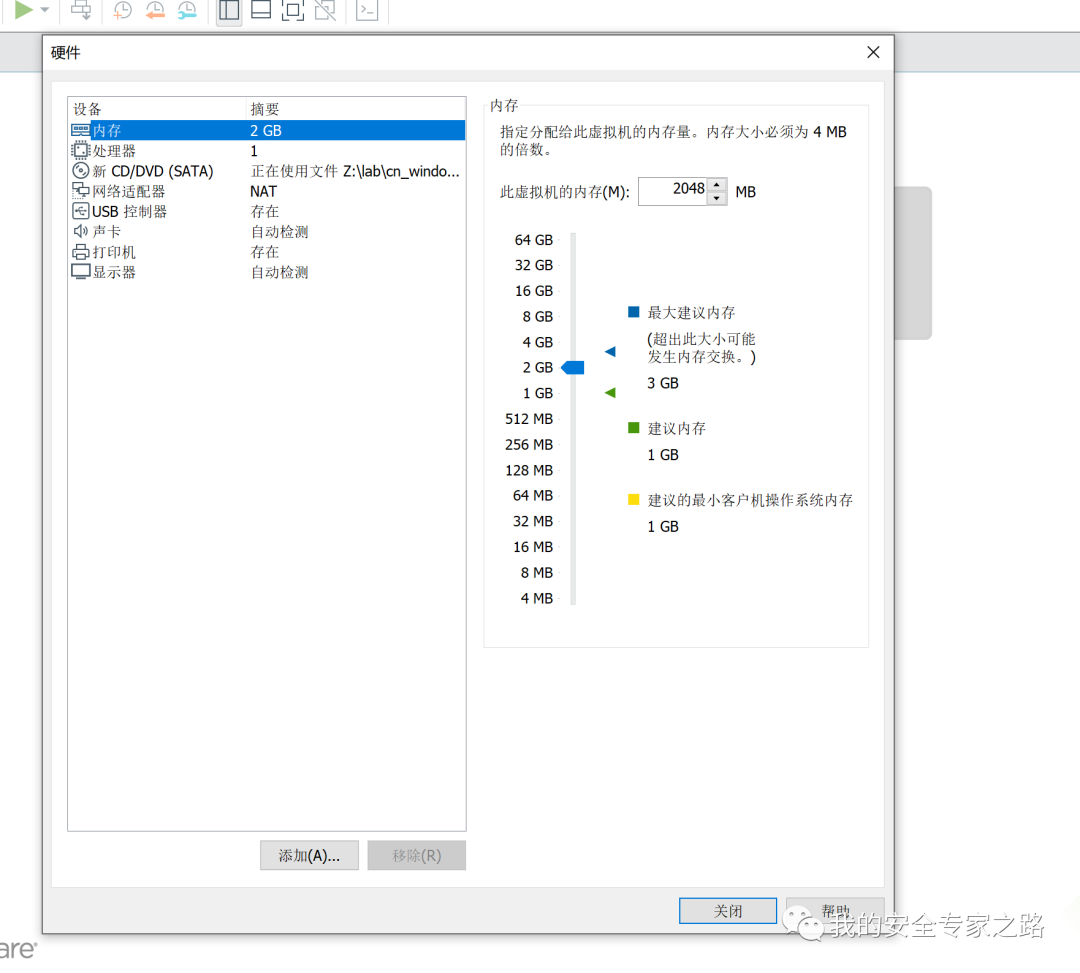 硬件
设备 摘要
内存 2 GB
处理器 1
新 CD/DVD (SATA) 正在使用文件 Z:\lab\cn_windo...
网络适配器 NAT
USB 控制器 存在
声卡 自动检测
打印机 存在
显示器 自动检测
添加(A)... 移除(R)
内存
指定分配给此虚拟机的内存量。内存大小必须为 4 MB
的倍数。
此虚拟机的内存(M): 2048 MB
64 GB
32 GB
16 GB
8 GB
4 GB
2 GB
1 GB
512 MB
256 MB
128 MB
64 MB
32 MB
16 MB
8 MB
4 MB
最大建议内存
(超出此大小可能
发生内存交换。)
3 GB
建议内存
1 GB
建议的最小客户机操作系统内存
1 GB
关闭 帮助
我的安全专家之路
are